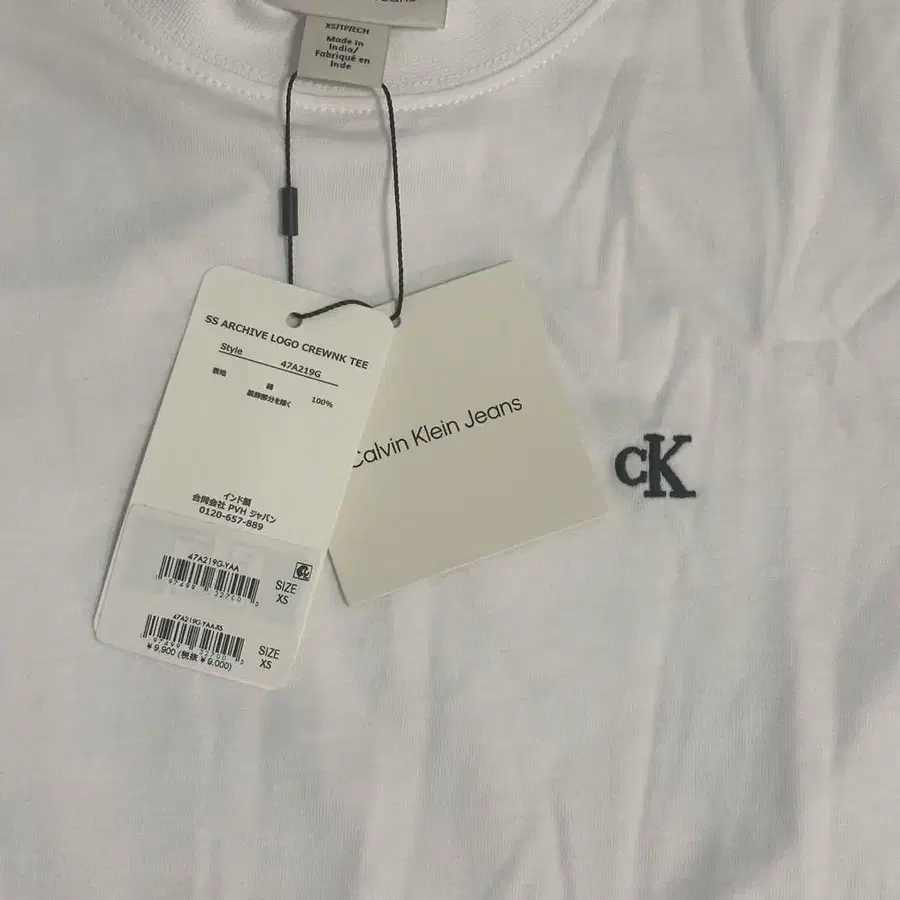 Jeans
XS/TP/ECH
Made in
India/
Fabriqué en
Inde
SS ARCHIVE LOGO CREWNK TEE
Style 47A219G
表地 綿 100%
装飾部分を除く
インド製
合同会社 PVH ジャパン
0120-657-889
47A219G-YAA
SIZE
XS
47A219G-YAA-XS
SIZE
XS
¥9,900 (税抜 ¥9,000)
Calvin Klein Jeans
cK